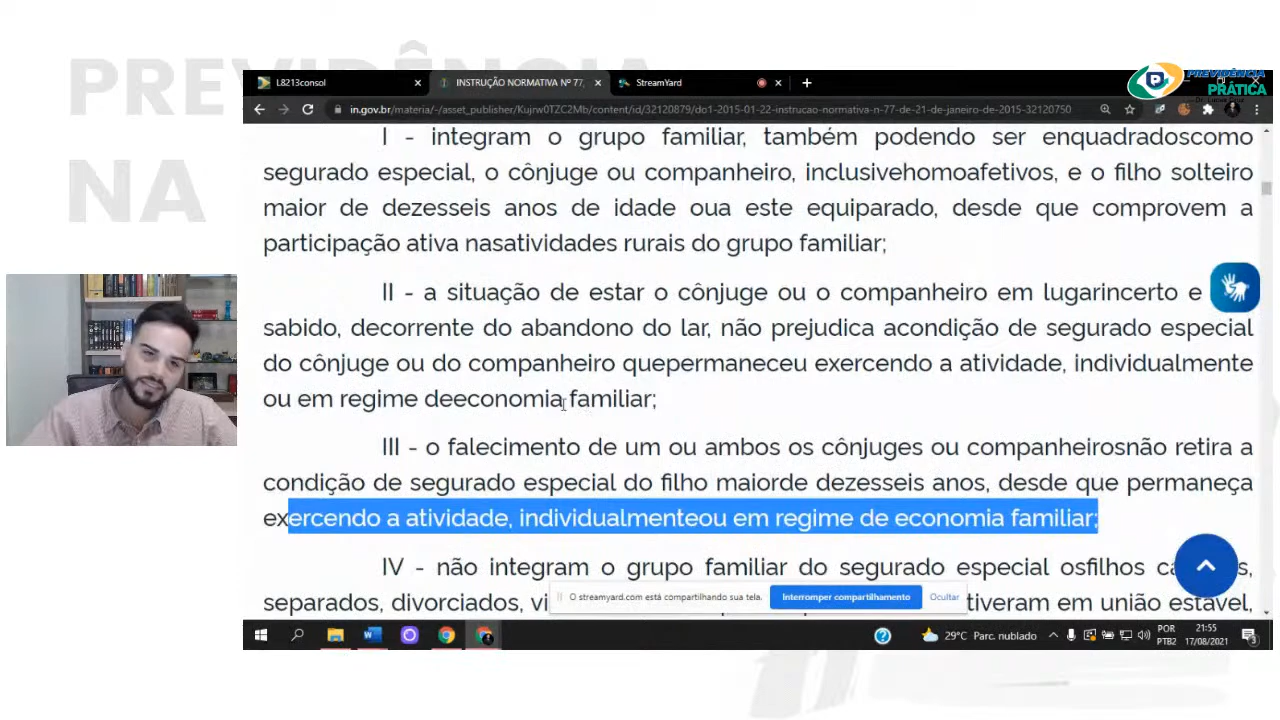 PREVIDÊNCIA
NA
L8213consol
INSTRUÇÃO NORMATIVA Nº 77,
StreamYard
PREVIDÊNCIA
PRÁTICA
in.gov.br/materia/-/asset_publisher/Kujrw0TZC2Mb/content/id/32120879/do1-2015-01-22-instrucao-normativa-n-77-de-21-de-janeiro-de-2015-32120750
I - integram o grupo familiar, também podendo ser enquadradoscomo
segurado especial, o cônjuge ou companheiro, inclusivehomoafetivos, e o filho solteiro
maior de dezesseis anos de idade oua este equiparado, desde que comprovem a
participação ativa nasatividades rurais do grupo familiar;
II - a situação de estar o cônjuge ou o companheiro em lugarincerto e
sabido, decorrente do abandono do lar, não prejudica acondição de segurado especial
do cônjuge ou do companheiro quepermaneceu exercendo a atividade, individualmente
ou em regime deeconomia familiar;
III - o falecimento de um ou ambos os cônjuges ou companheirosnão retira a
condição de segurado especial do filho maiorde dezesseis anos, desde que permaneça
exercendo a atividade, individualmenteou em regime de economia familiar;
IV - não integram o grupo familiar do segurado especial osfilhos
separados, divorciados, tiveram em união estável,
O streamyard.com está compartilhando sua tela.
Interromper compartilhamento
Ocultar
29°C Parc. nublado
POR
PTB2
21:55
17/08/2021